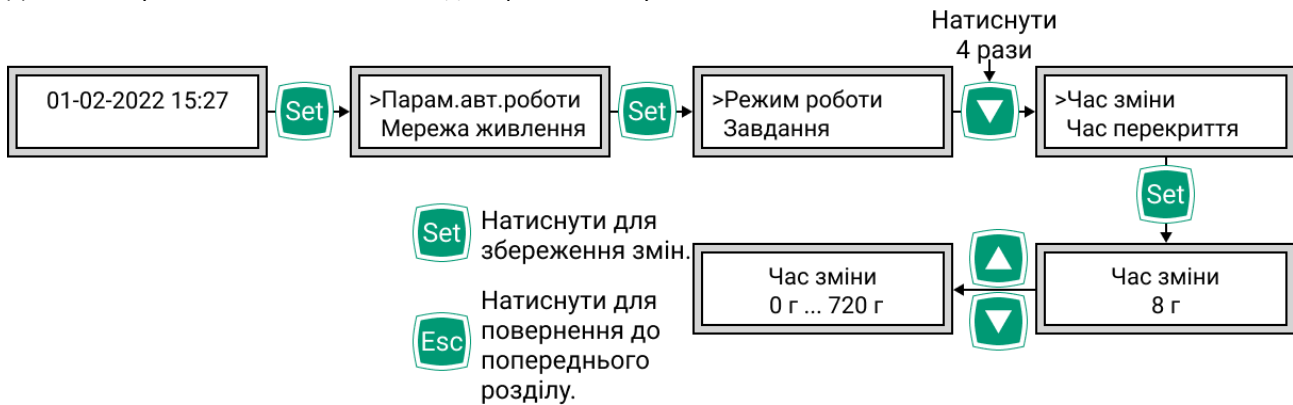 Натиснути
4 рази
01-02-2022 15:27
Set
>Парам.авт.роботи
Мережа живлення
Set
>Режим роботи
Завдання
>Час зміни
Час перекриття
Set
Set
Натиснути для
збереження змін.
Час зміни
0 г ... 720 г
Час зміни
8 г
Esc
Натиснути для
повернення до
попереднього
розділу.